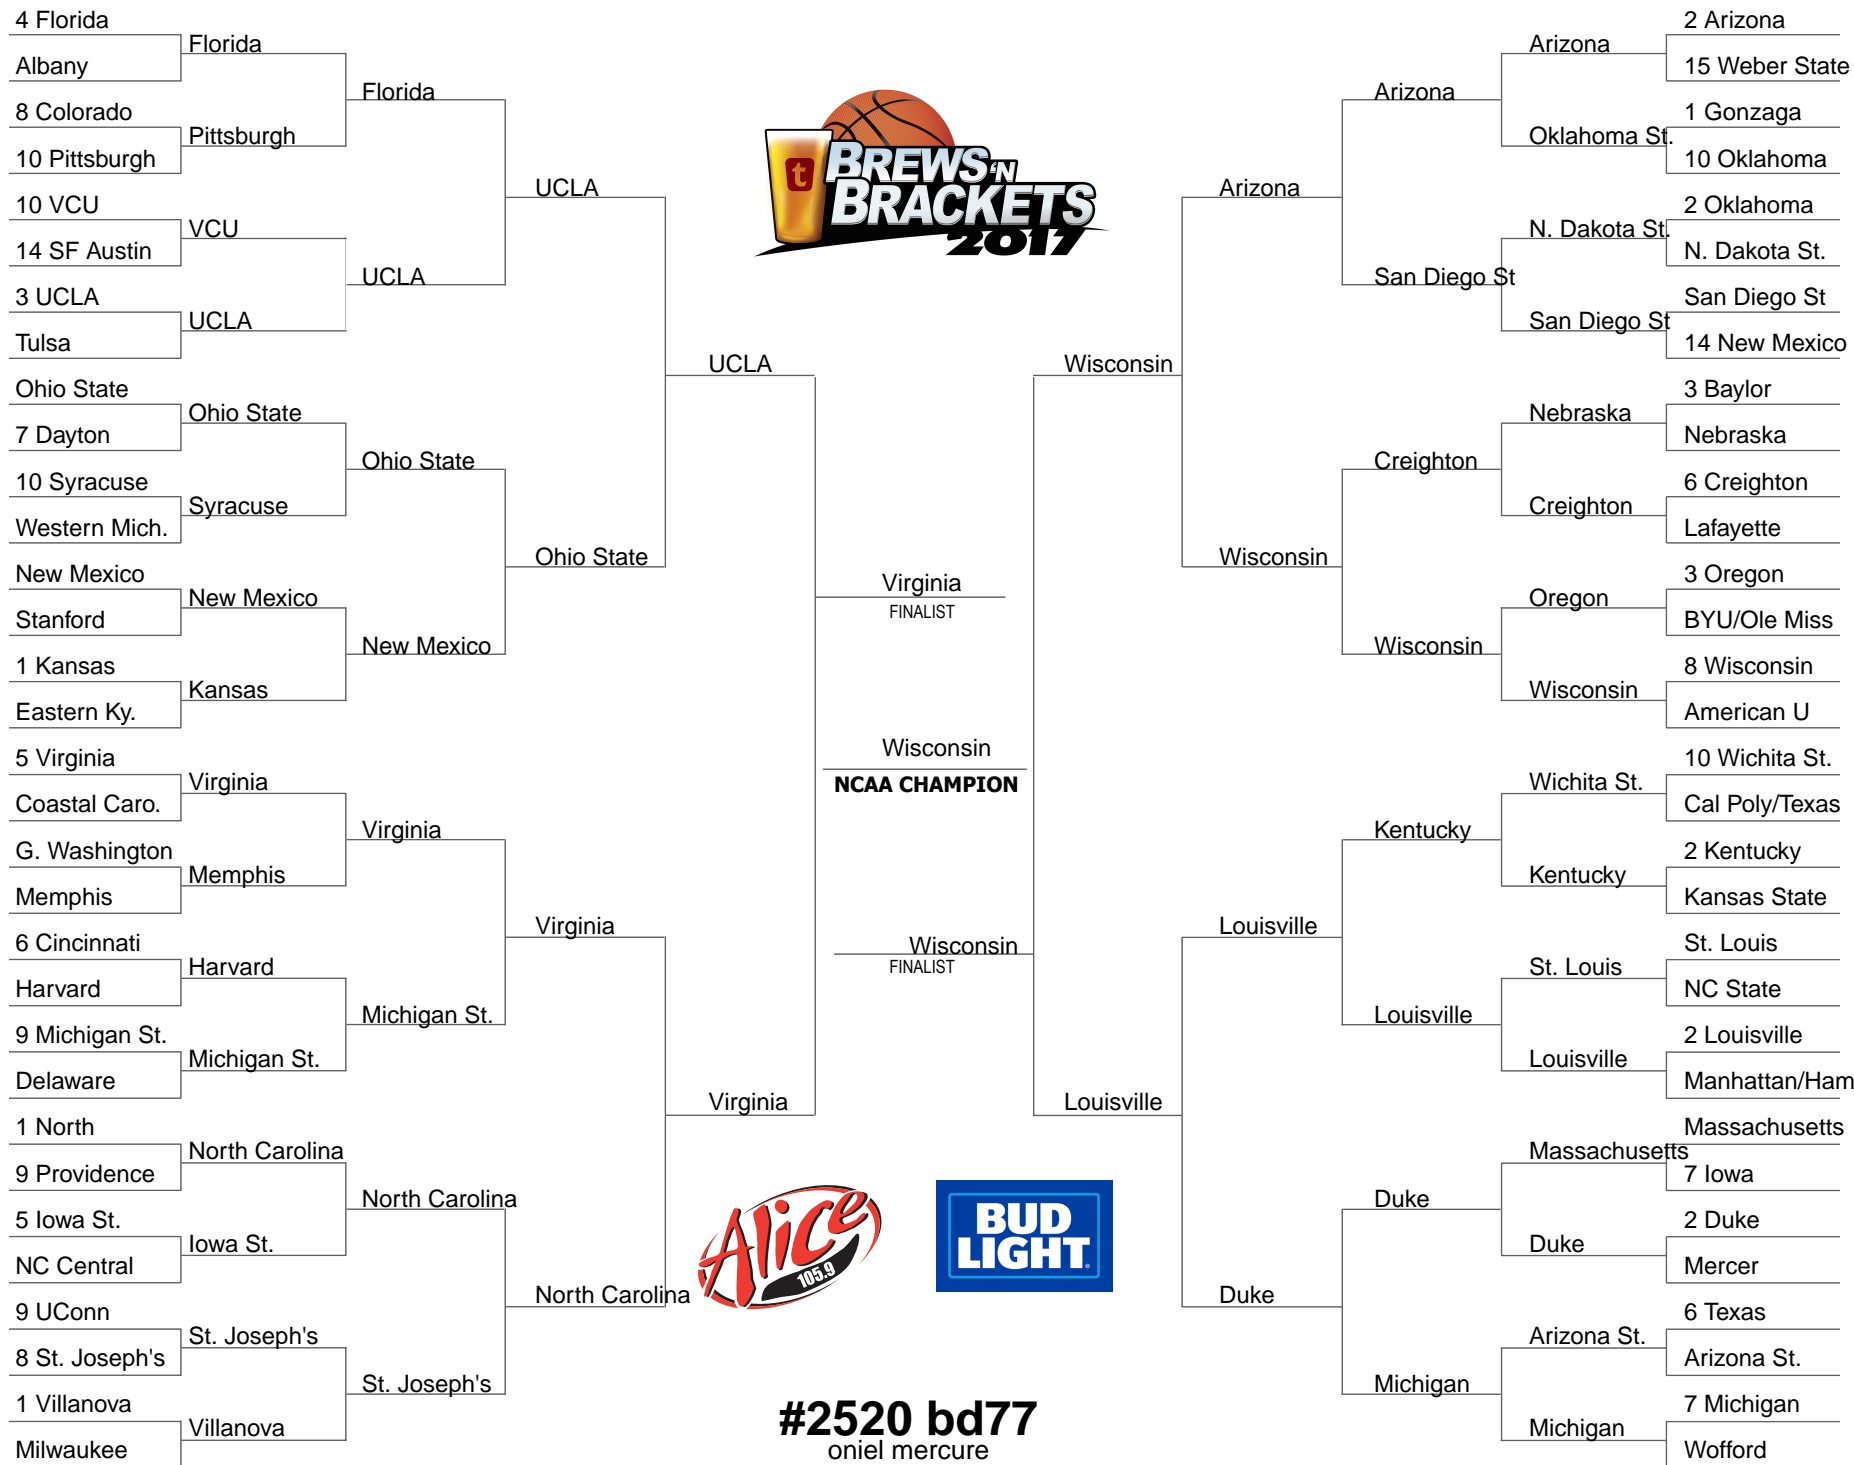 4 Florida
Albany
8 Colorado
10 Pittsburgh
10 VCU
14 SF Austin
3 UCLA
Tulsa
Ohio State
7 Dayton
10 Syracuse
Western Mich.
New Mexico
Stanford
1 Kansas
Eastern Ky.
5 Virginia
Coastal Caro.
G. Washington
Memphis
6 Cincinnati
Harvard
9 Michigan St.
Delaware
1 North
9 Providence
5 Iowa St.
NC Central
9 UConn
8 St. Joseph's
1 Villanova
Milwaukee
Florida
Pittsburgh
VCU
UCLA
Ohio State
Syracuse
New Mexico
Kansas
Virginia
Memphis
Harvard
Michigan St.
North Carolina
Iowa St.
St. Joseph's
Villanova
Florida
UCLA
Ohio State
New Mexico
Virginia
Michigan St.
North Carolina
St. Joseph's
UCLA
Ohio State
Virginia
North Carolina
UCLA
Virginia
t
BREWS 'N
BRACKETS
2017
Virginia
FINALIST
Wisconsin
NCAA CHAMPION
Wisconsin
FINALIST
Alice
105.9
BUD
LIGHT
#2520 bd77
oniel mercure
Wisconsin
Louisville
Arizona
Wisconsin
Louisville
Duke
Arizona
San Diego St
Creighton
Wisconsin
Kentucky
Louisville
Duke
Michigan
Arizona
Oklahoma St.
N. Dakota St.
San Diego St
Nebraska
Creighton
Oregon
Wisconsin
Wichita St.
Kentucky
St. Louis
Louisville
Massachusetts
Duke
Arizona St.
Michigan
2 Arizona
15 Weber State
1 Gonzaga
10 Oklahoma
2 Oklahoma
N. Dakota St.
San Diego St
14 New Mexico
3 Baylor
Nebraska
6 Creighton
Lafayette
3 Oregon
BYU/Ole Miss
8 Wisconsin
American U
10 Wichita St.
Cal Poly/Texas
2 Kentucky
Kansas State
St. Louis
NC State
2 Louisville
Manhattan/Ham
Massachusetts
7 Iowa
2 Duke
Mercer
6 Texas
Arizona St.
7 Michigan
Wofford